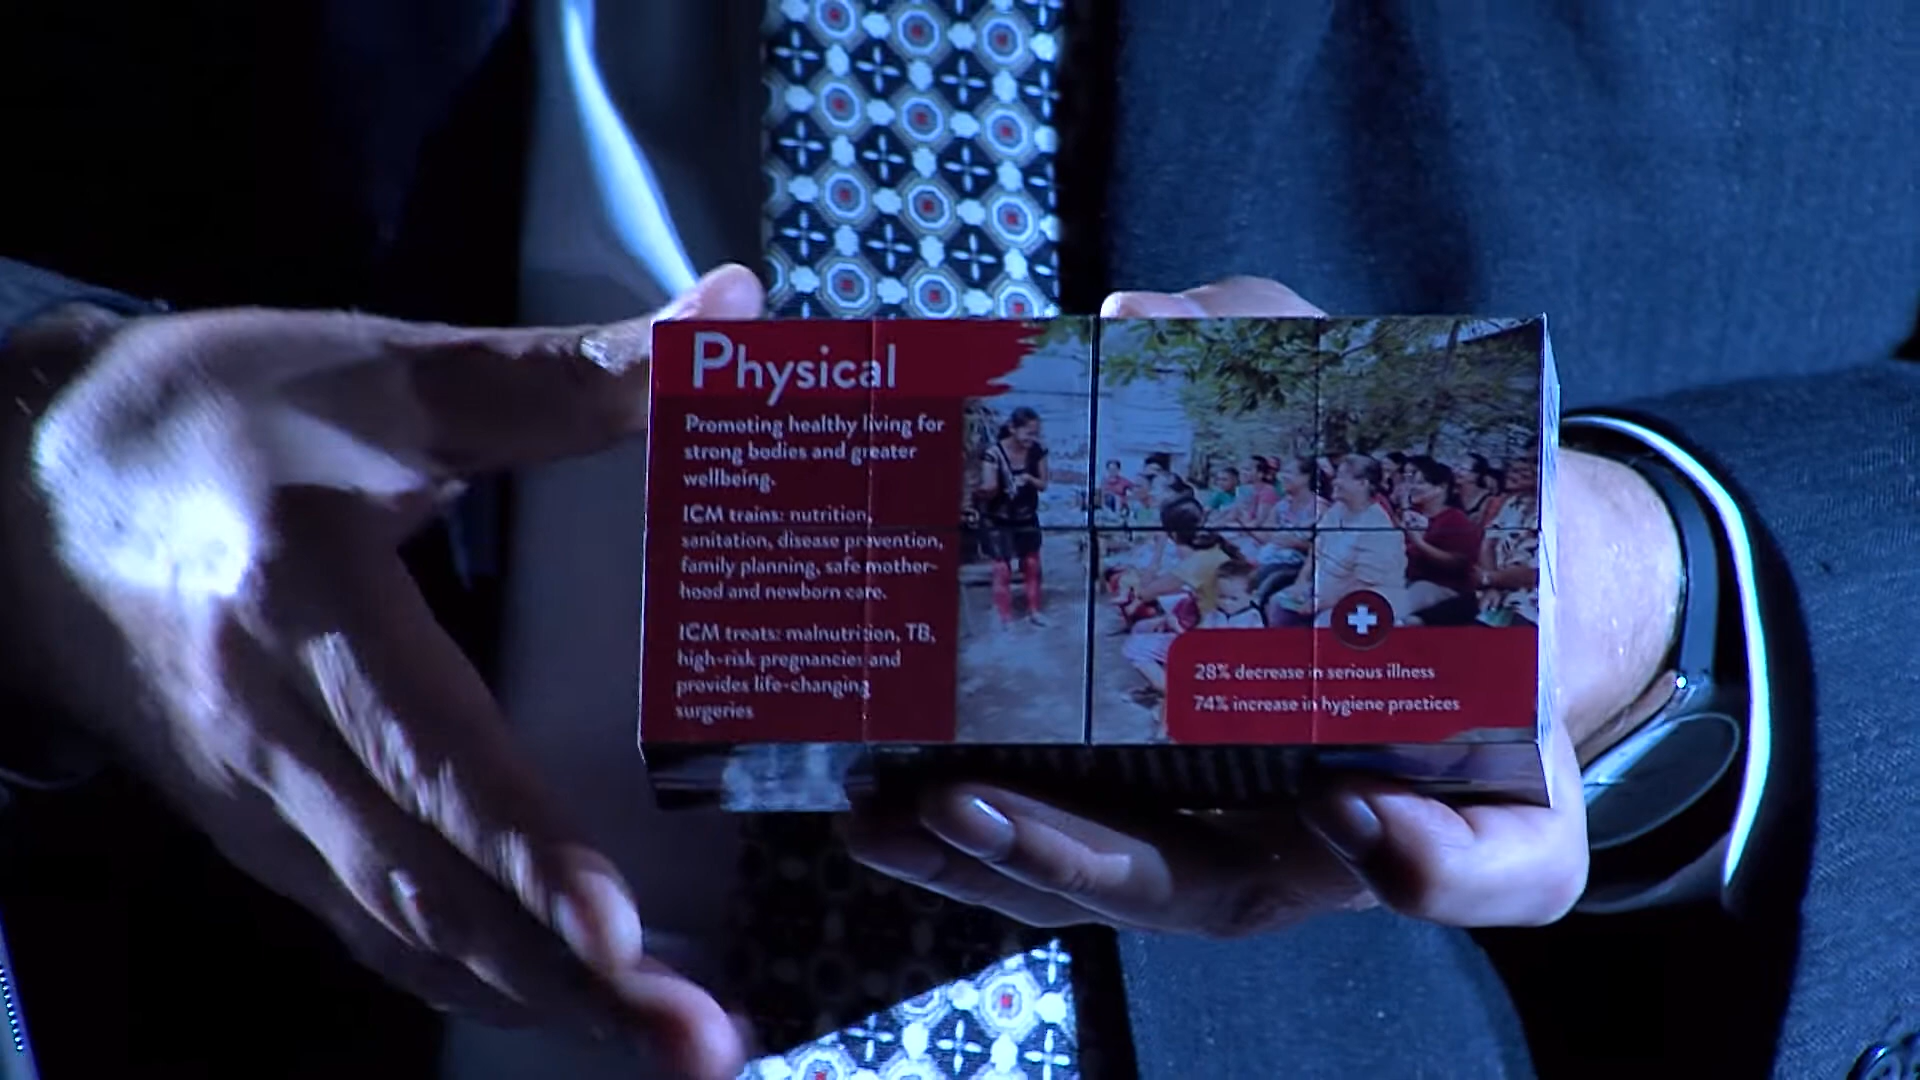 Physical
Promoting healthy living for
strong bodies and greater
wellbeing.
ICM trains: nutrition,
sanitation, disease prevention,
family planning, safe mother-
hood and newborn care.
ICM treats: malnutrition, TB,
high-risk pregnancies and
provides life-changing
surgeries
28% decrease in serious illness
74% increase in hygiene practices